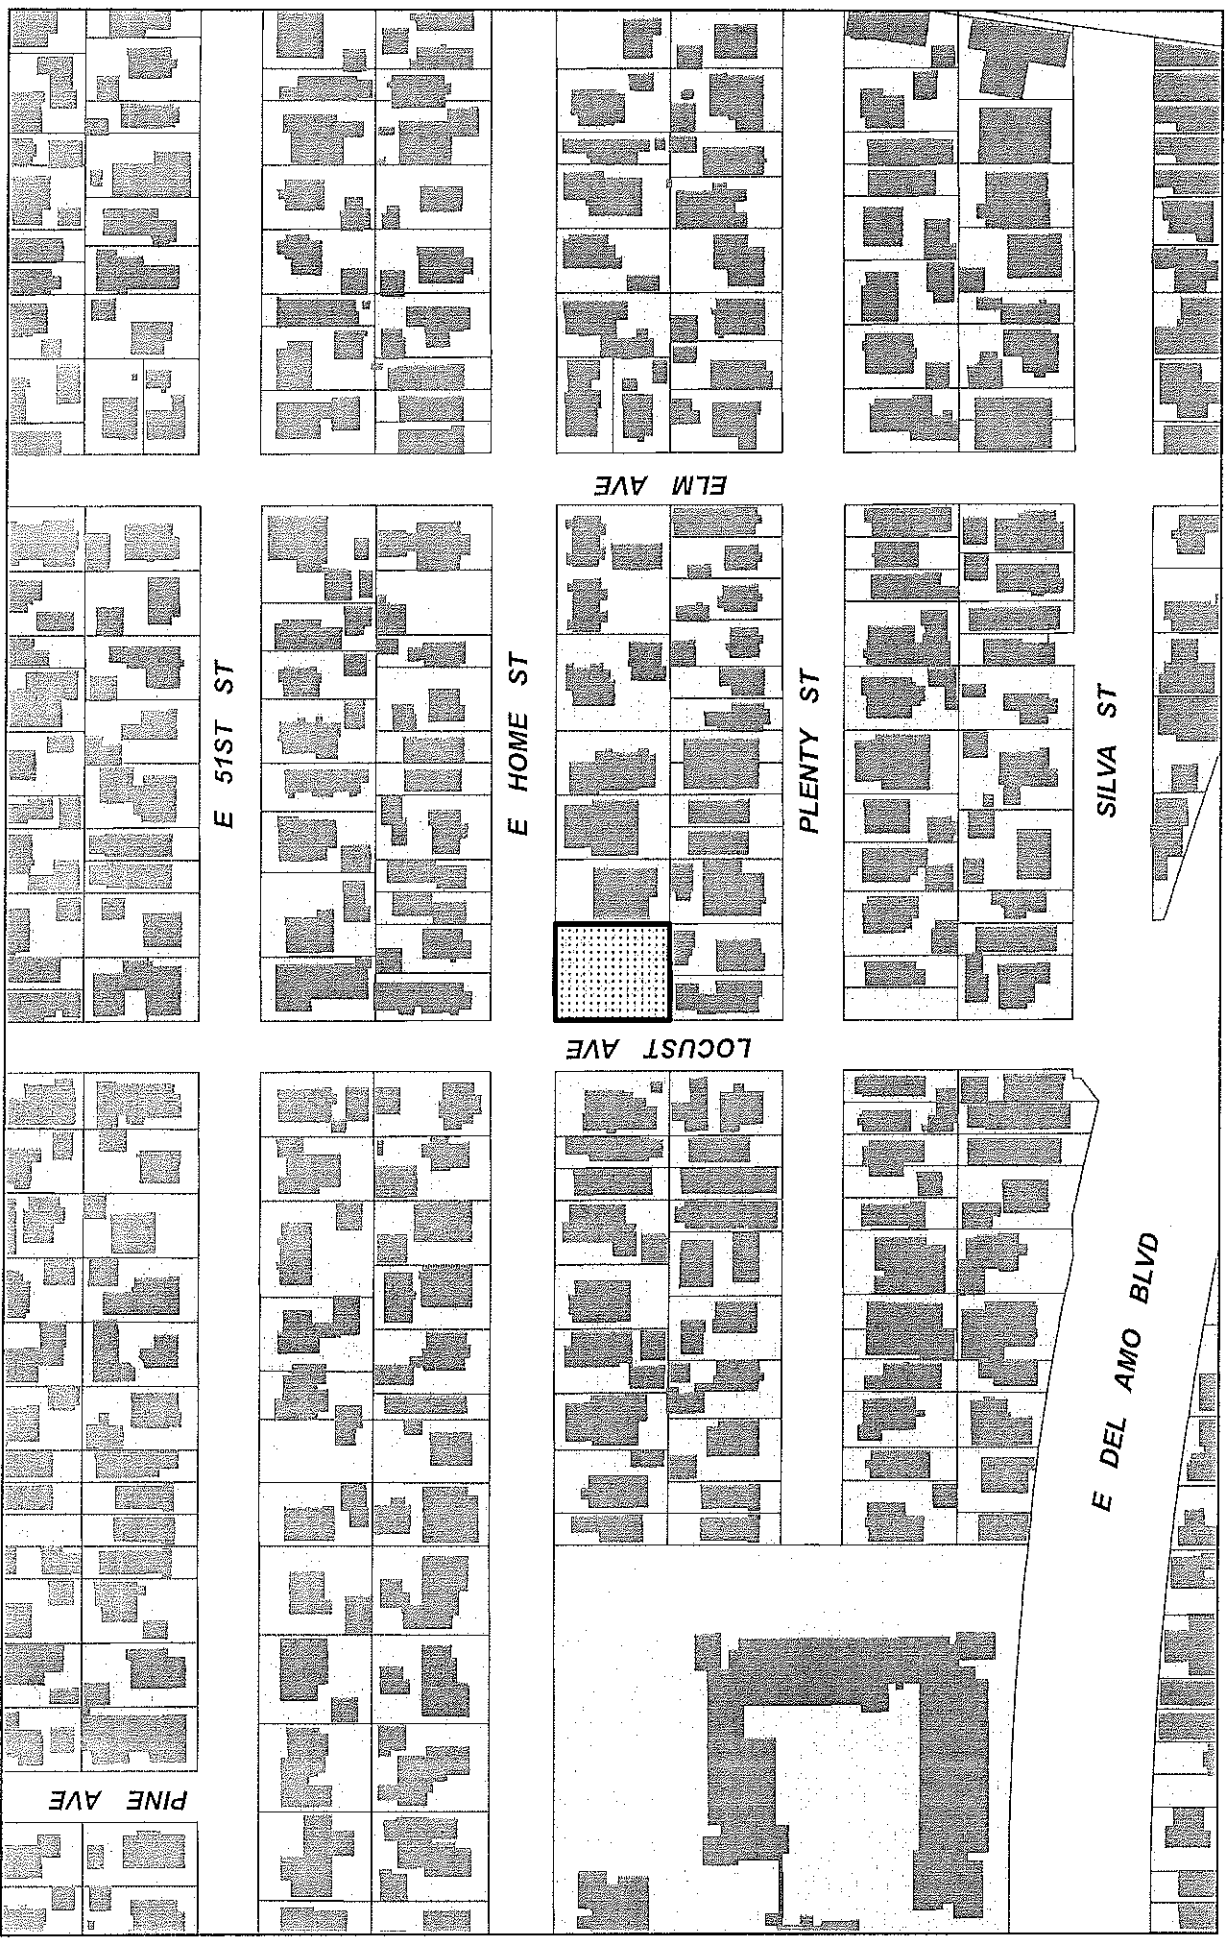 ELM AVE
E 51ST ST
E HOME ST
PLENTY ST
SILVA ST
LOCUST AVE
E DEL AMO BLVD
PINE AVE